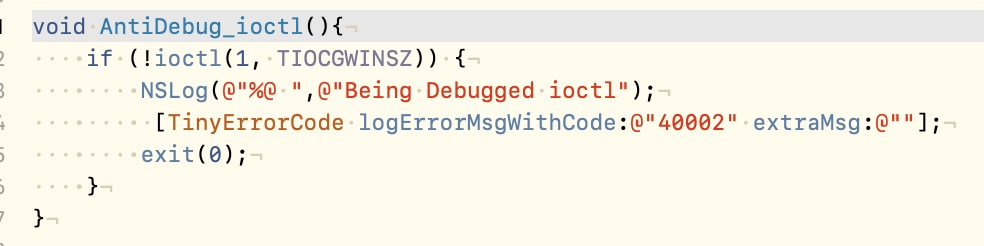 void AntiDebug_ioctl(){
    if (!ioctl(1, TIOCGWINSZ)) {
        NSLog(@"%@ ",@"Being Debugged ioctl");
         [TinyErrorCode logErrorMsgWithCode:@"40002" extraMsg:@""];
        exit(0);
    }
}